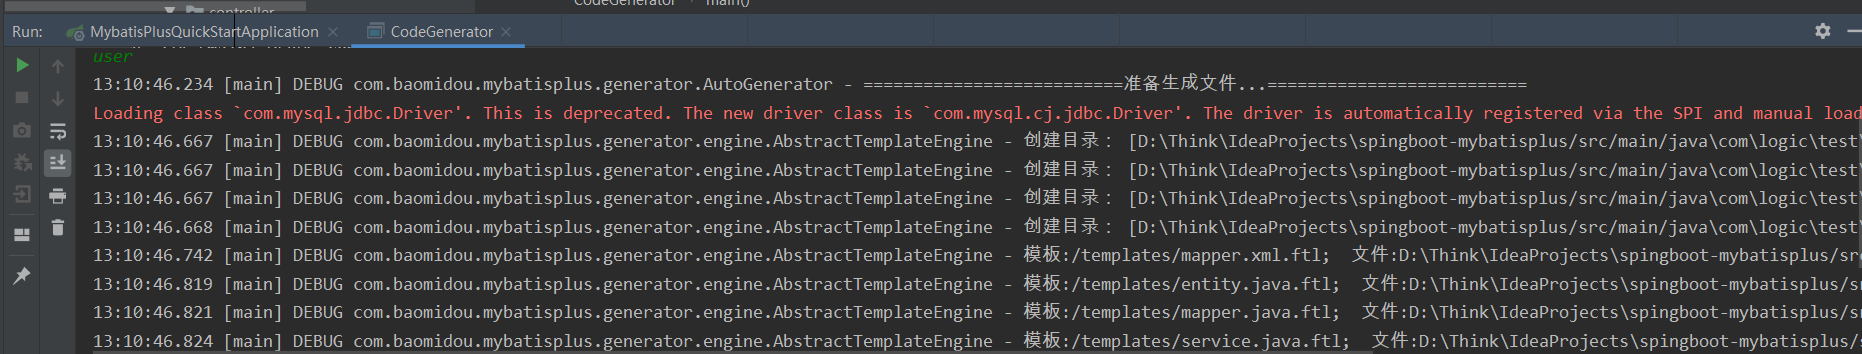 controller
CodeGenerator main()
Run: MybatisPlusQuickStartApplication × CodeGenerator ×
user
13:10:46.234 [main] DEBUG com.baomidou.mybatisplus.generator.AutoGenerator - ==========================准备生成文件...==========================
Loading class `com.mysql.jdbc.Driver'. This is deprecated. The new driver class is `com.mysql.cj.jdbc.Driver'. The driver is automatically registered via the SPI and manual load
13:10:46.667 [main] DEBUG com.baomidou.mybatisplus.generator.engine.AbstractTemplateEngine - 创建目录: [D:\Think\IdeaProjects\spingboot-mybatisplus/src/main/java\com\logic\test\
13:10:46.667 [main] DEBUG com.baomidou.mybatisplus.generator.engine.AbstractTemplateEngine - 创建目录: [D:\Think\IdeaProjects\spingboot-mybatisplus/src/main/java\com\logic\test\
13:10:46.667 [main] DEBUG com.baomidou.mybatisplus.generator.engine.AbstractTemplateEngine - 创建目录: [D:\Think\IdeaProjects\spingboot-mybatisplus/src/main/java\com\logic\test\
13:10:46.668 [main] DEBUG com.baomidou.mybatisplus.generator.engine.AbstractTemplateEngine - 创建目录: [D:\Think\IdeaProjects\spingboot-mybatisplus/src/main/java\com\logic\test\
13:10:46.742 [main] DEBUG com.baomidou.mybatisplus.generator.engine.AbstractTemplateEngine - 模板:/templates/mapper.xml.ftl; 文件:D:\Think\IdeaProjects\spingboot-mybatisplus/src
13:10:46.819 [main] DEBUG com.baomidou.mybatisplus.generator.engine.AbstractTemplateEngine - 模板:/templates/entity.java.ftl; 文件:D:\Think\IdeaProjects\spingboot-mybatisplus/s
13:10:46.821 [main] DEBUG com.baomidou.mybatisplus.generator.engine.AbstractTemplateEngine - 模板:/templates/mapper.java.ftl; 文件:D:\Think\IdeaProjects\spingboot-mybatisplus/s
13:10:46.824 [main] DEBUG com.baomidou.mybatisplus.generator.engine.AbstractTemplateEngine - 模板:/templates/service.java.ftl; 文件:D:\Think\IdeaProjects\spingboot-mybatisplus/